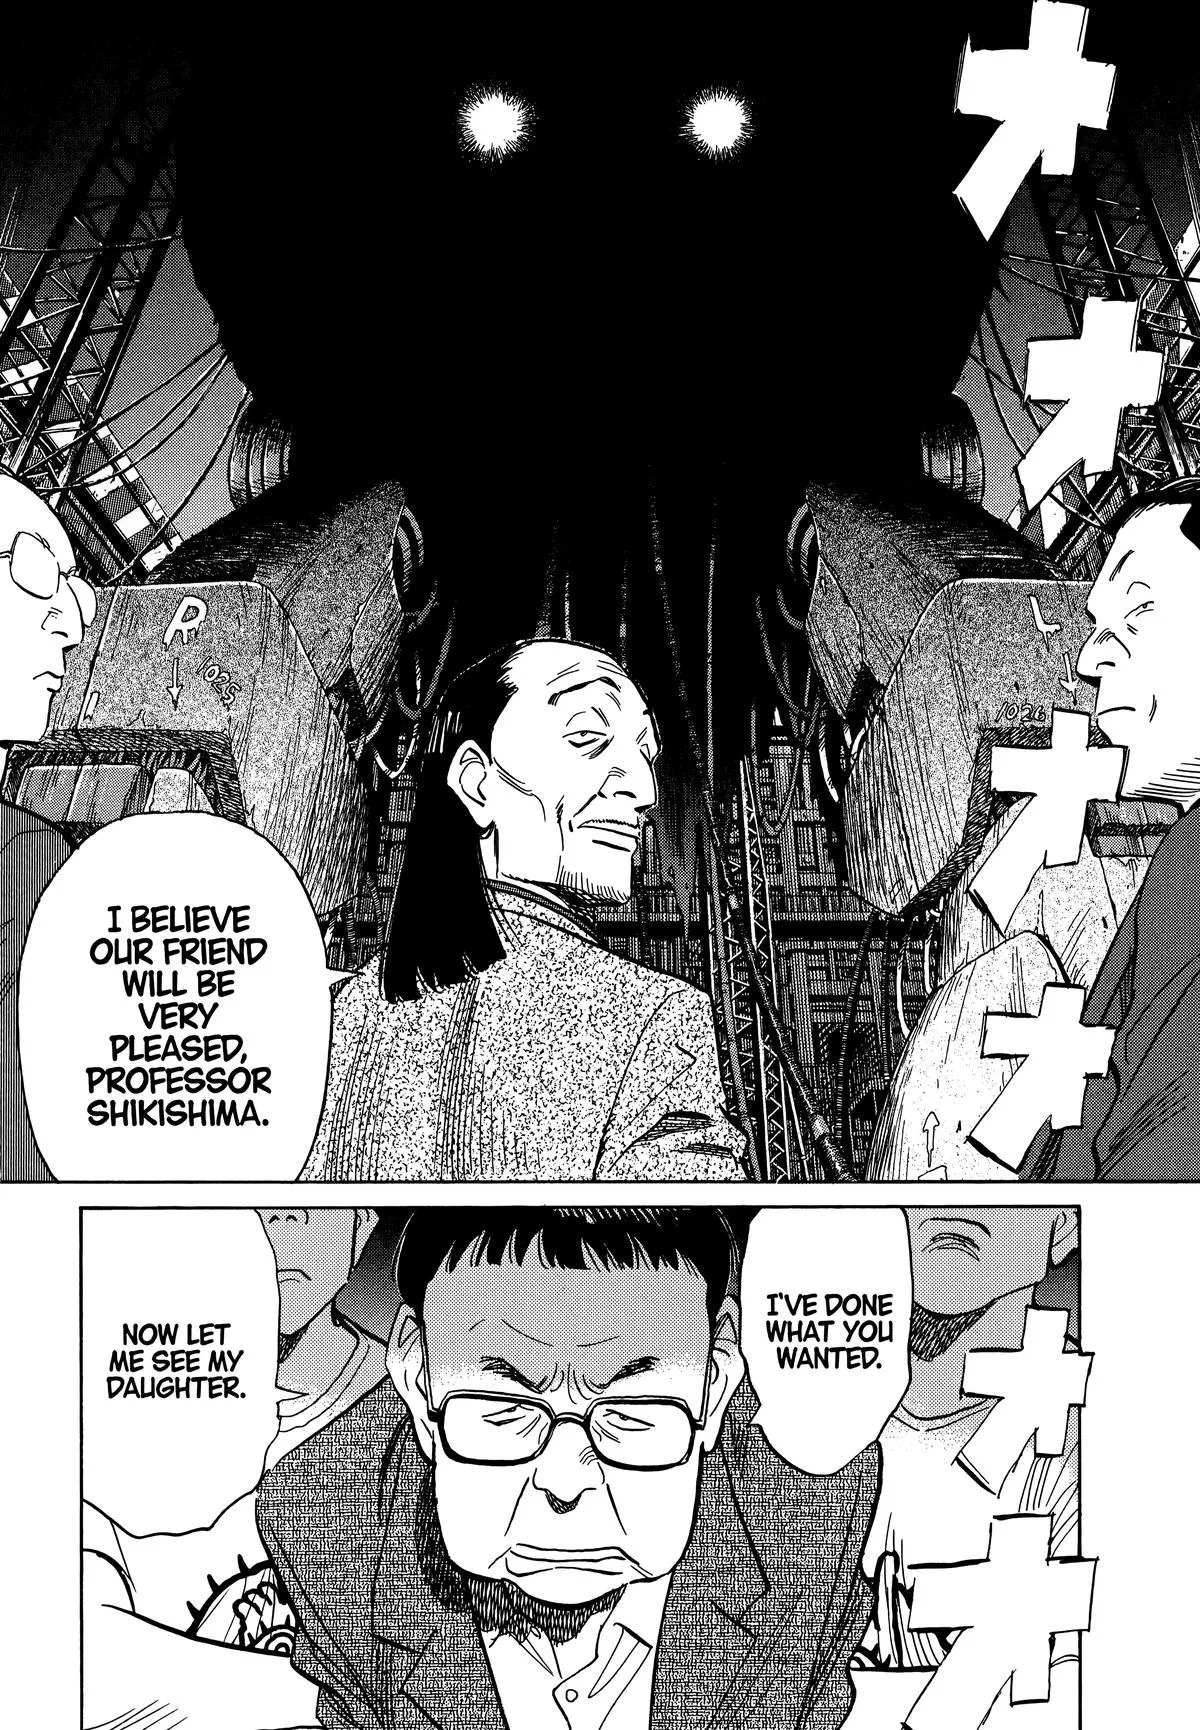 オ
オ
オ
オ
L
1026
R
1025
I BELIEVE
OUR FRIEND
WILL BE
VERY
PLEASED,
PROFESSOR
SHIKISHIMA.
オ
オ
I'VE DONE
WHAT YOU
WANTED.
NOW LET
ME SEE MY
DAUGHTER.